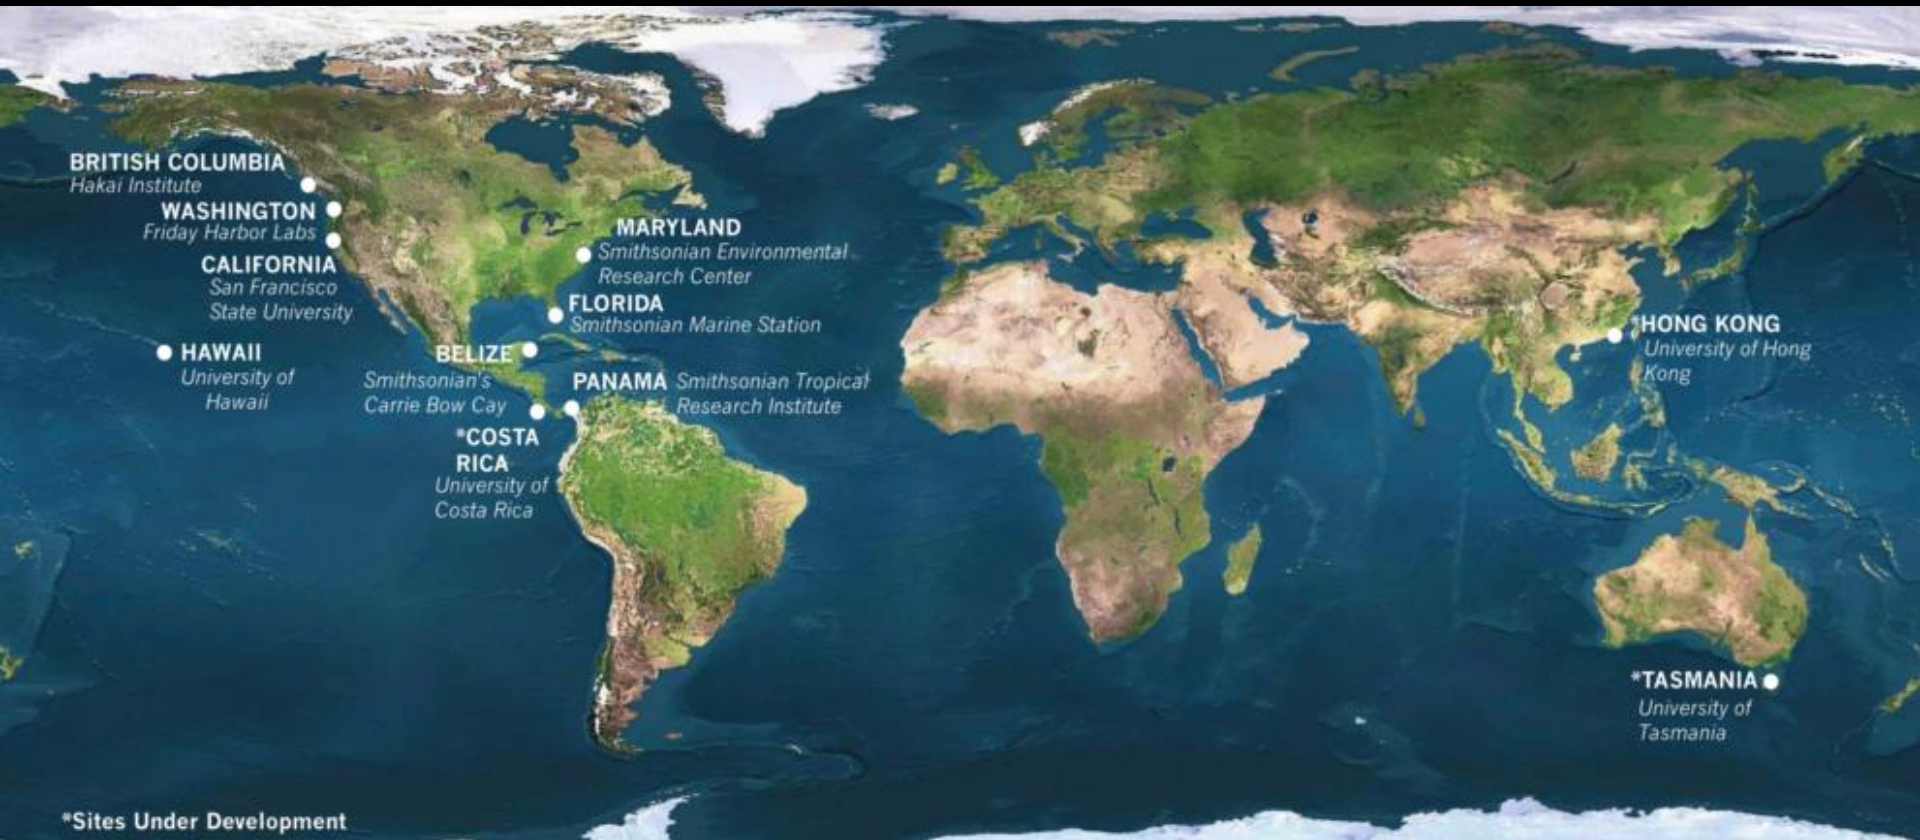 BRITISH COLUMBIA
Hakai Institute
WASHINGTON
Friday Harbor Labs
CALIFORNIA
San Francisco
State University
HAWAII
University of
Hawaii
MARYLAND
Smithsonian Environmental
Research Center
FLORIDA
Smithsonian Marine Station
BELIZE
Smithsonian's
Carrie Bow Cay
PANAMA Smithsonian Tropical
Research Institute
*COSTA
RICA
University of
Costa Rica
*HONG KONG
University of Hong
Kong
*TASMANIA
University of
Tasmania
*Sites Under Development